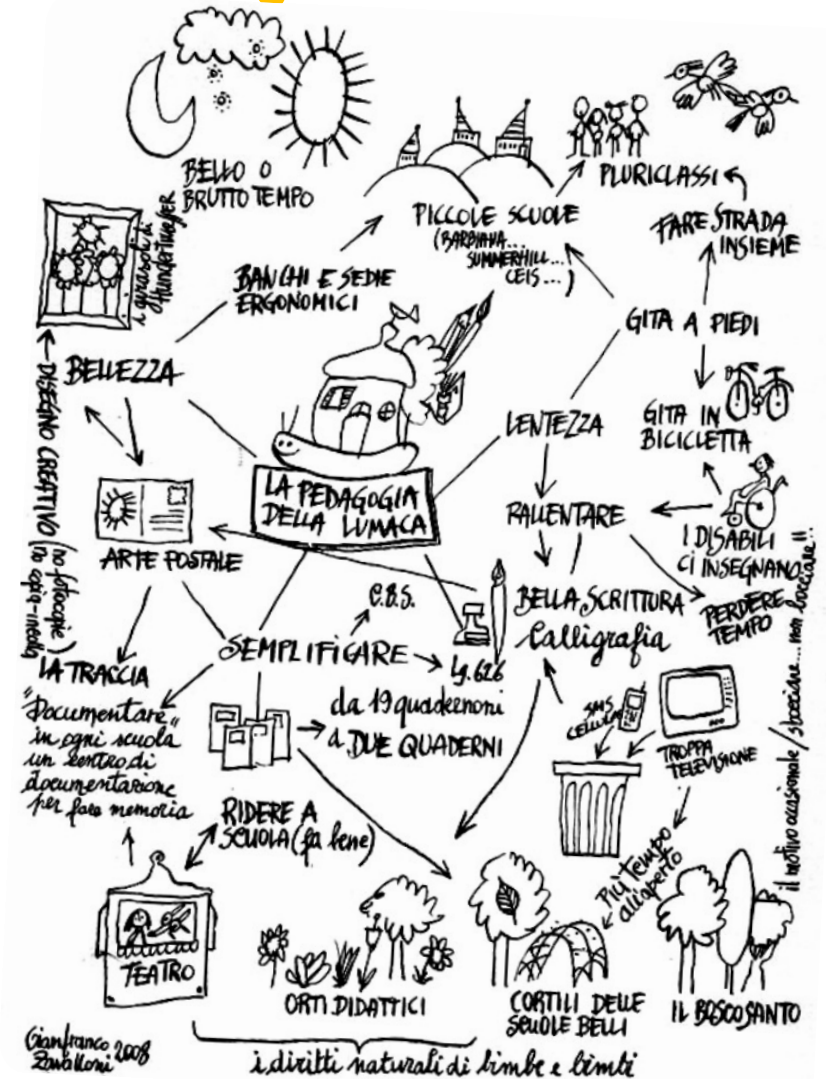 BELLO O
BRUTTO TEMPO
PLURICLASSI
PICCOLE SCUOLE
(BARBIANA...
SUMMERHILL...
CEIS...)
FARE STRADA
INSIEME
i girasoli di
Hundertwasser
BANCHI E SEDIE
ERGONOMICI
GITA A PIEDI
BELLEZZA
DISEGNO CREATIVO (no fotocopie)
LENTEZZA
GITA IN
BICICLETTA
LA PEDAGOGIA
DELLA LUMACA
RALLENTARE
ARTE POSTALE
I DISABILI
CI INSEGNANO
PERDERE
TEMPO
C.B.S.
BELLA SCRITTURA
Calligrafia
SEMPLIFICARE
Lg. 626
LA TRACCIA
"Documentare"
in ogni scuola
un centro di
documentazione
per fare memoria
da 19 quadernoni
a DUE QUADERNI
SMS
CELLULARI
TROPPA
TELEVISIONE
RIDERE A
SCUOLA (fa bene)
Più tempo
all'aperto
il motivo occasionale / sbocciare... non bocciare"...
TEATRO
ORTI DIDATTICI
CORTILI DELLE
SCUOLE BELLI
IL BOSCO SANTO
Gianfranco
Zavalloni 2008
i diritti naturali di bimbe e bimbi